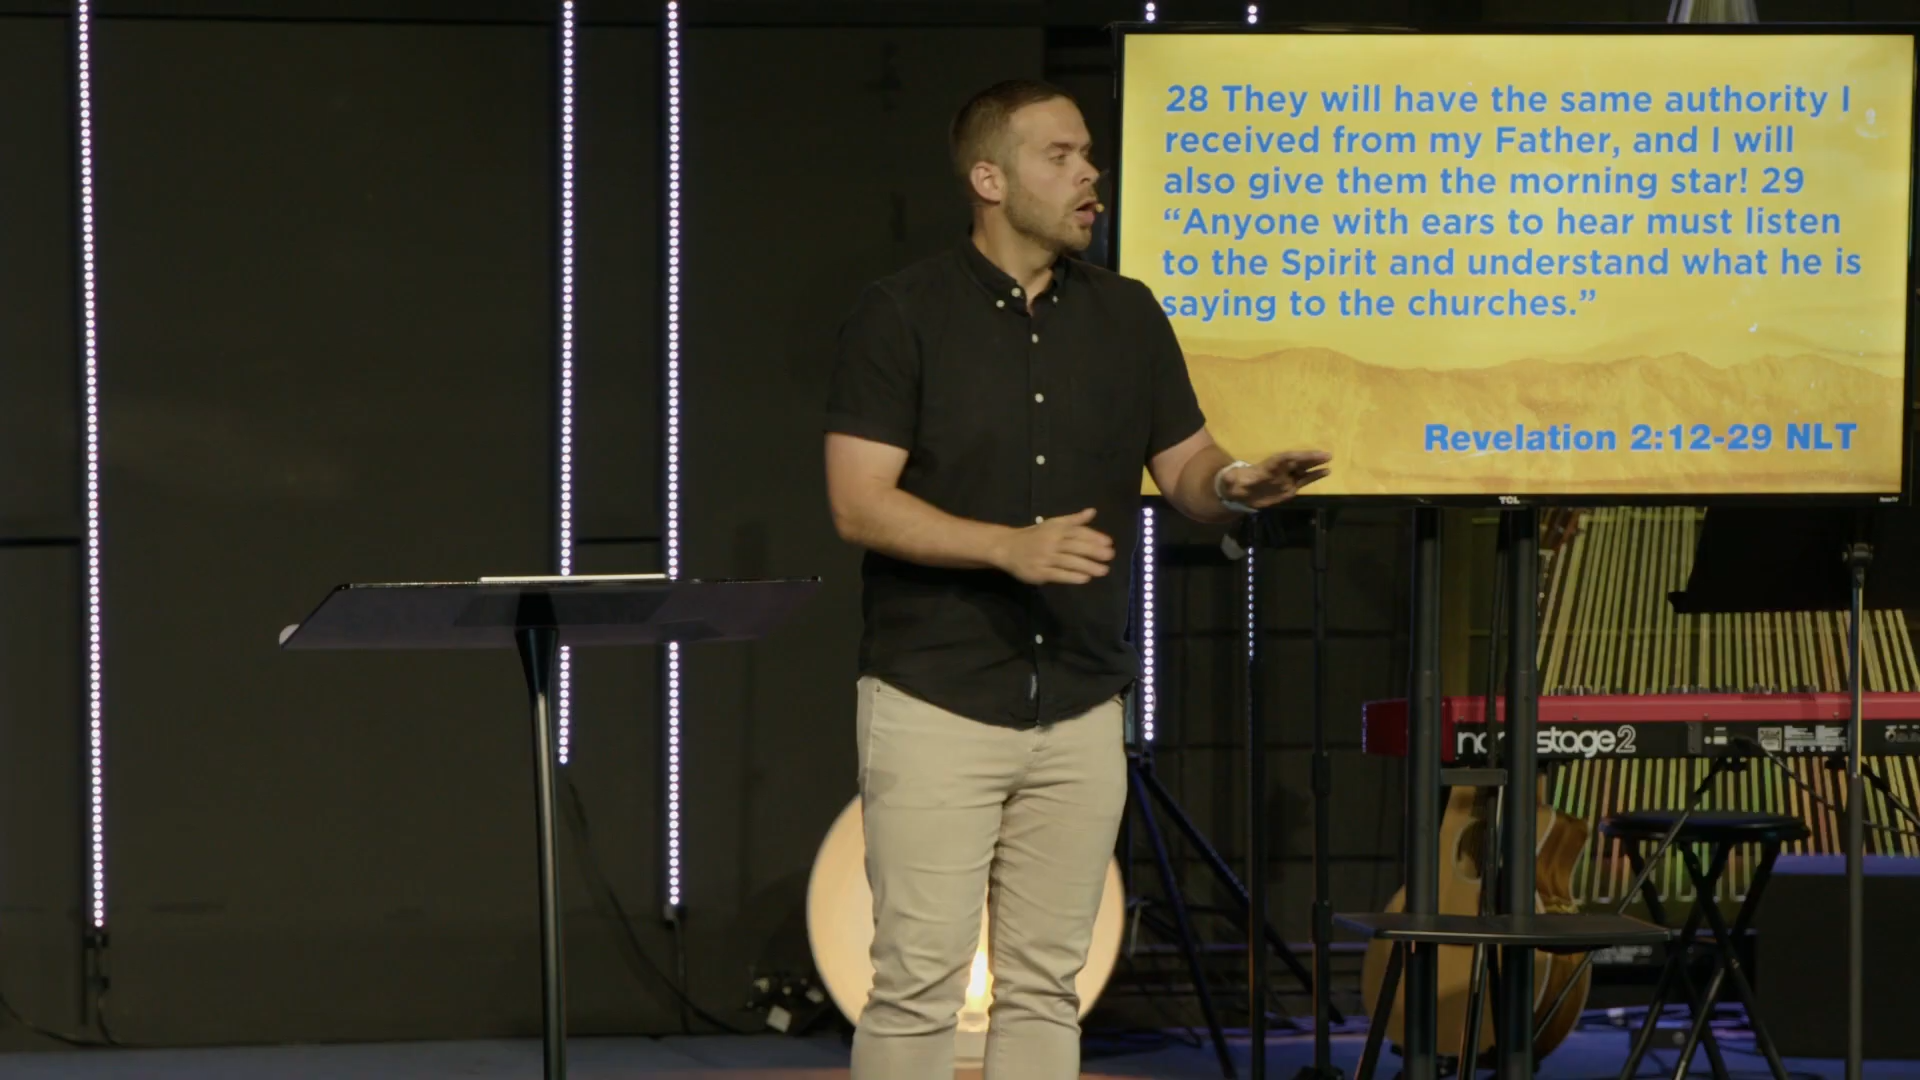 28 They will have the same authority I
received from my Father, and I will
also give them the morning star! 29
“Anyone with ears to hear must listen
to the Spirit and understand what he is
saying to the churches.”
Revelation 2:12-29 NLT
TCL
stage2